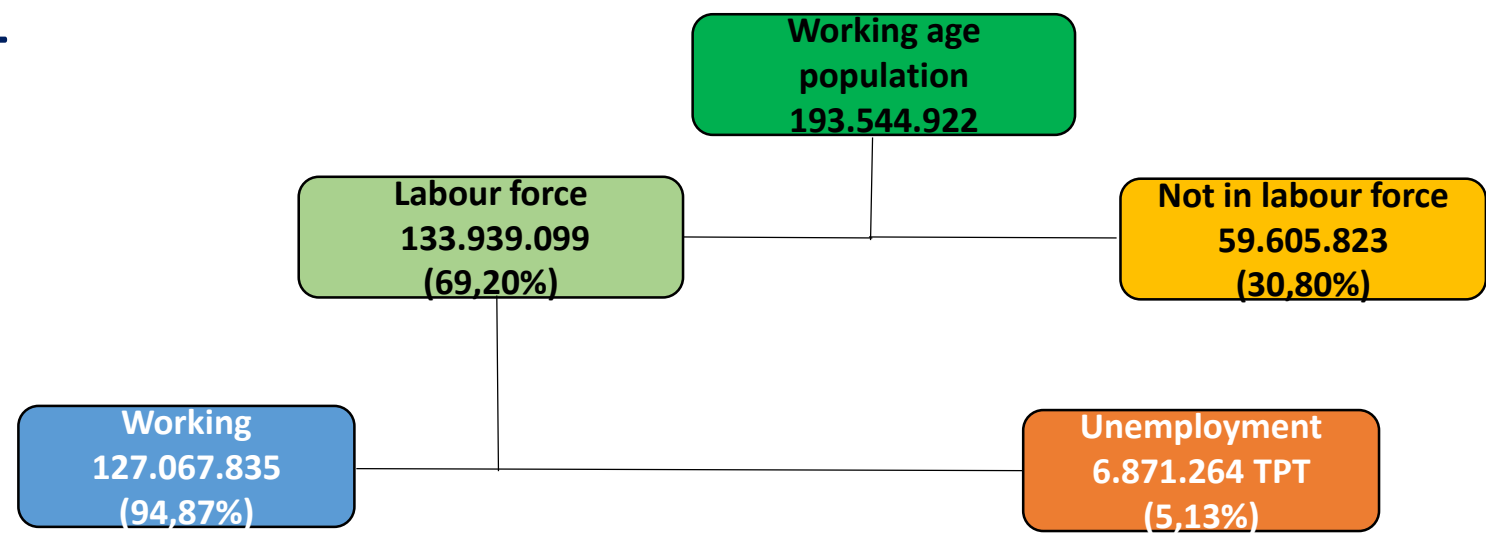 Working age
population
193.544.922
Labour force
133.939.099
(69,20%)
Not in labour force
59.605.823
(30,80%)
Working
127.067.835
(94,87%)
Unemployment
6.871.264 TPT
(5,13%)